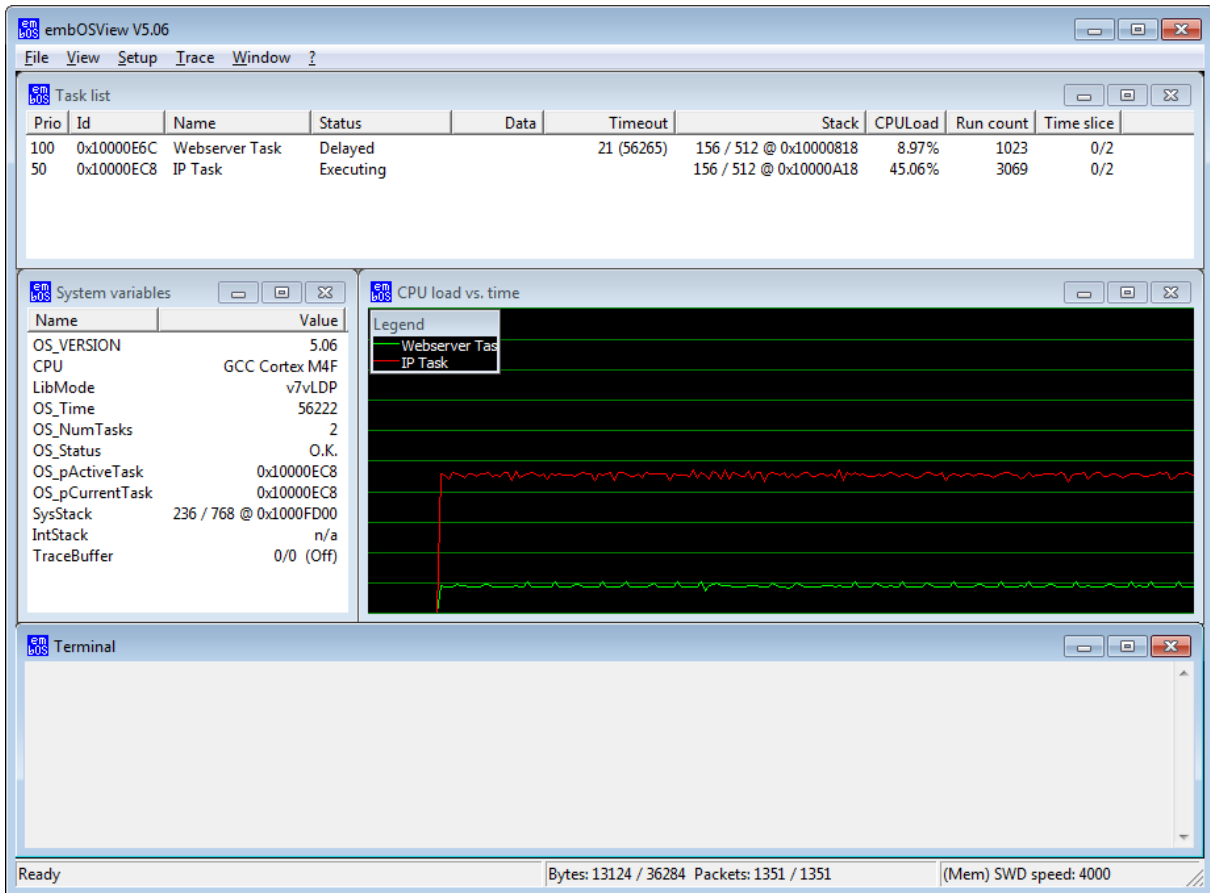 embOSView V5.06
File View Setup Trace Window ?
Task list
Prio Id Name Status Data Timeout Stack CPULoad Run count Time slice
100 0x10000E6C Webserver Task Delayed 21 (56265) 156 / 512 @ 0x10000818 8.97% 1023 0/2
50 0x10000EC8 IP Task Executing 156 / 512 @ 0x10000A18 45.06% 3069 0/2
System variables
Name Value
OS_VERSION 5.06
CPU GCC Cortex M4F
LibMode v7vLDP
OS_Time 56222
OS_NumTasks 2
OS_Status O.K.
OS_pActiveTask 0x10000EC8
OS_pCurrentTask 0x10000EC8
SysStack 236 / 768 @ 0x1000FD00
IntStack n/a
TraceBuffer 0/0 (Off)
CPU load vs. time
Legend
Webserver Tas
IP Task
Terminal
Ready Bytes: 13124 / 36284 Packets: 1351 / 1351 (Mem) SWD speed: 4000